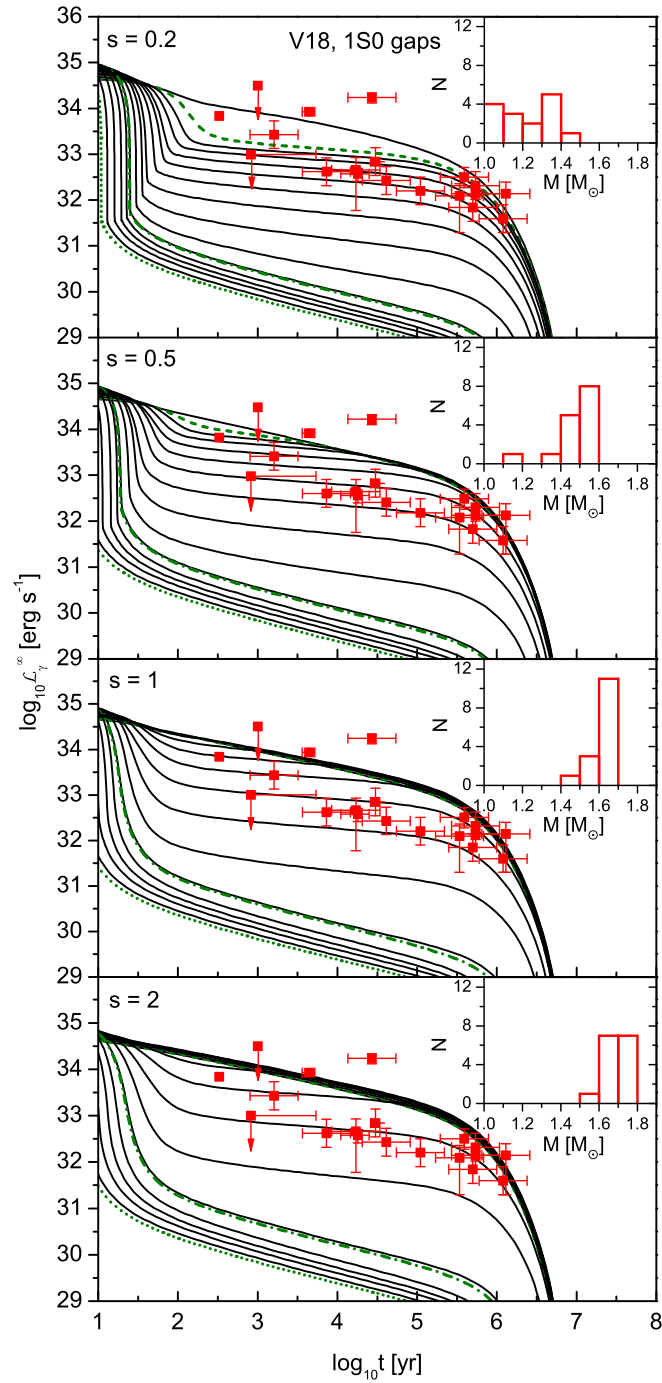 s = 0.2
V18, 1S0 gaps
36
35
34
33
32
31
30
29
N
12
8
4
0
1.0 1.2 1.4 1.6 1.8
M [M⊙]
s = 0.5
35
34
33
32
31
30
29
N
12
8
4
0
1.0 1.2 1.4 1.6 1.8
M [M⊙]
s = 1
35
34
33
32
31
30
29
N
12
8
4
0
1.0 1.2 1.4 1.6 1.8
M [M⊙]
s = 2
35
34
33
32
31
30
29
N
12
8
4
0
1.0 1.2 1.4 1.6 1.8
M [M⊙]
log₁₀ ℒγ^∞ [erg s⁻¹]
1 2 3 4 5 6 7 8
log₁₀t [yr]